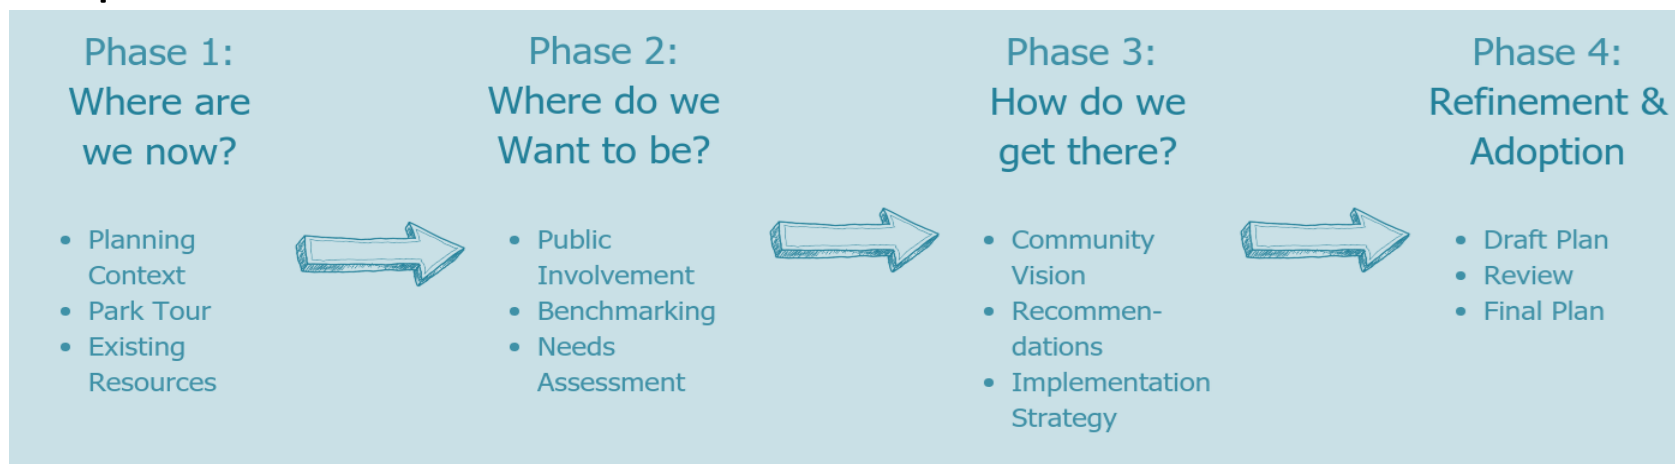 Phase 1:
Where are
we now?
• Planning
Context
• Park Tour
• Existing
Resources
Phase 2:
Where do we
Want to be?
• Public
Involvement
• Benchmarking
• Needs
Assessment
Phase 3:
How do we
get there?
• Community
Vision
• Recommen-
dations
• Implementation
Strategy
Phase 4:
Refinement &
Adoption
• Draft Plan
• Review
• Final Plan